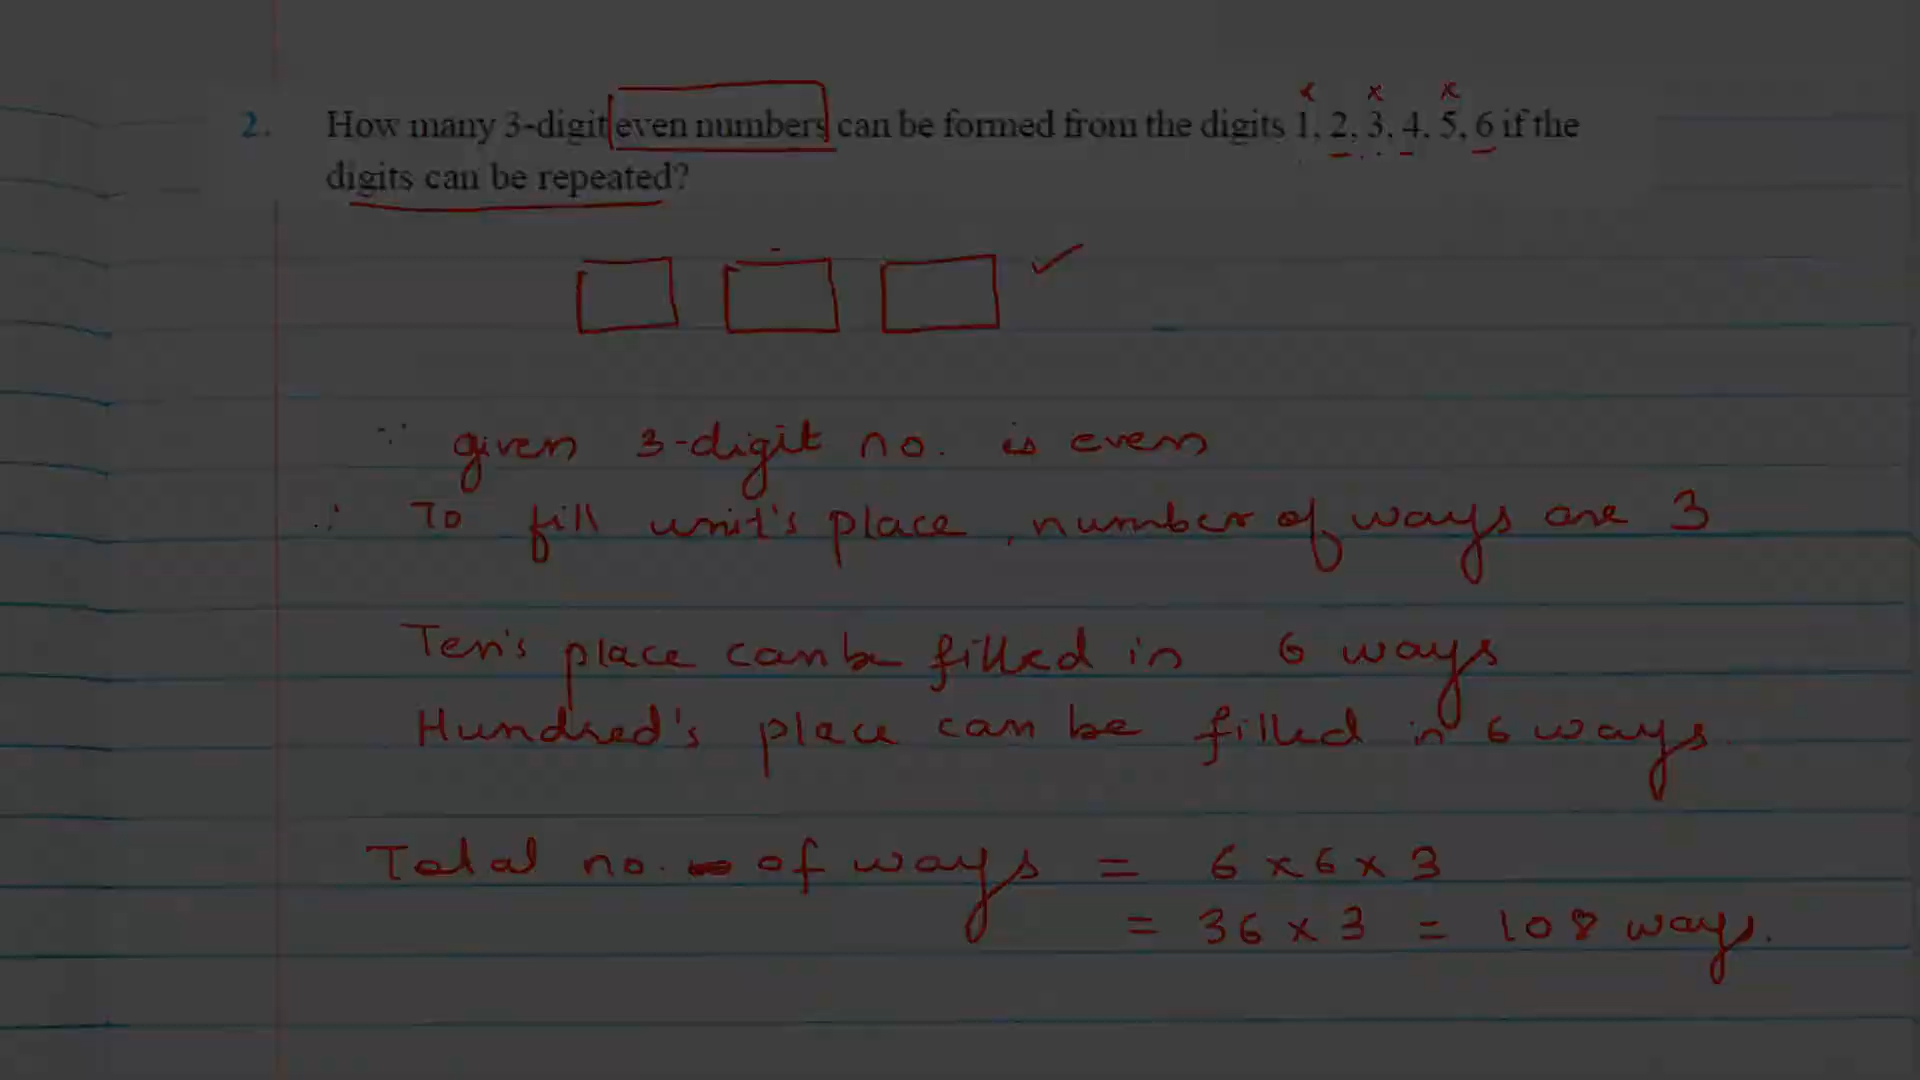 2. How many 3-digit even numbers can be formed from the digits 1, 2, 3, 4, 5, 6 if the
digits can be repeated?
∵ given 3-digit no. is even
∴ To fill unit's place, number of ways are 3
Ten's place can be filled in 6 ways
Hundred's place can be filled in 6 ways
Total no. of ways = 6 x 6 x 3
= 36 x 3 = 108 ways.